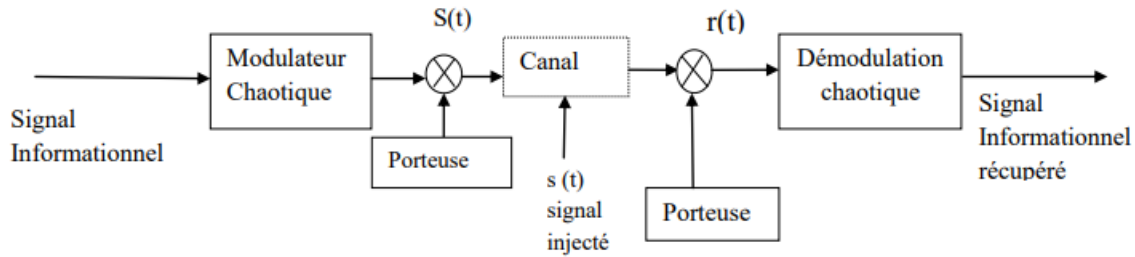 Signal
Informationnel
Modulateur
Chaotique
S(t)
Porteuse
Canal
s (t)
signal
injecté
r(t)
Porteuse
Démodulation
chaotique
Signal
Informationnel
récupéré